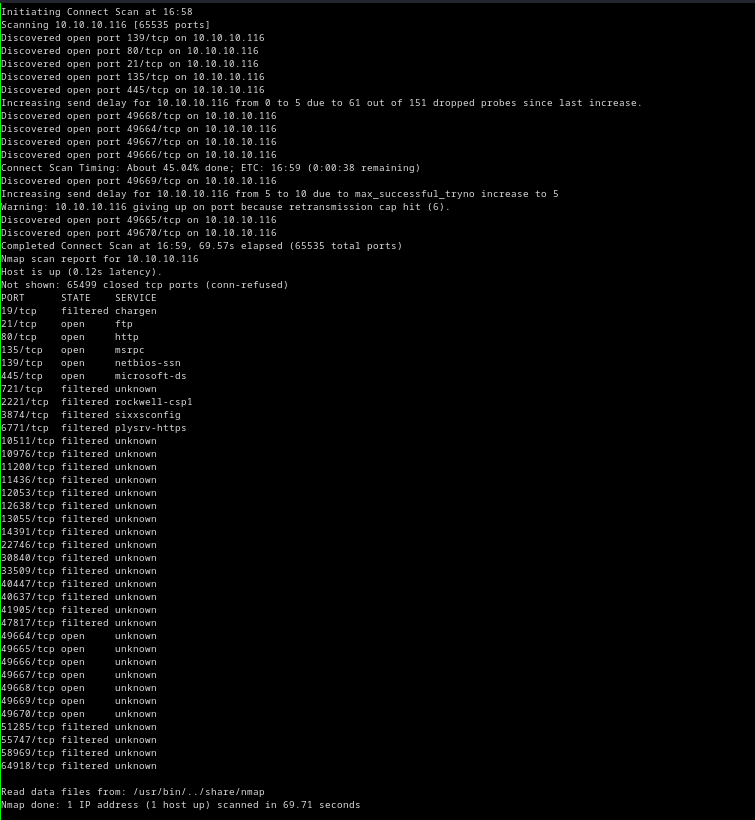 Initiating Connect Scan at 16:58
Scanning 10.10.10.116 [65535 ports]
Discovered open port 139/tcp on 10.10.10.116
Discovered open port 80/tcp on 10.10.10.116
Discovered open port 21/tcp on 10.10.10.116
Discovered open port 135/tcp on 10.10.10.116
Discovered open port 445/tcp on 10.10.10.116
Increasing send delay for 10.10.10.116 from 0 to 5 due to 61 out of 151 dropped probes since last increase.
Discovered open port 49668/tcp on 10.10.10.116
Discovered open port 49664/tcp on 10.10.10.116
Discovered open port 49667/tcp on 10.10.10.116
Discovered open port 49666/tcp on 10.10.10.116
Connect Scan Timing: About 45.04% done; ETC: 16:59 (0:00:38 remaining)
Discovered open port 49669/tcp on 10.10.10.116
Increasing send delay for 10.10.10.116 from 5 to 10 due to max_successful_tryno increase to 5
Warning: 10.10.10.116 giving up on port because retransmission cap hit (6).
Discovered open port 49665/tcp on 10.10.10.116
Discovered open port 49670/tcp on 10.10.10.116
Completed Connect Scan at 16:59, 69.57s elapsed (65535 total ports)
Nmap scan report for 10.10.10.116
Host is up (0.12s latency).
Not shown: 65499 closed tcp ports (conn-refused)
PORT      STATE    SERVICE
19/tcp    filtered chargen
21/tcp    open     ftp
80/tcp    open     http
135/tcp   open     msrpc
139/tcp   open     netbios-ssn
445/tcp   open     microsoft-ds
721/tcp   filtered unknown
2221/tcp  filtered rockwell-csp1
3874/tcp  filtered sixxsconfig
6771/tcp  filtered plysrv-https
10511/tcp filtered unknown
10976/tcp filtered unknown
11200/tcp filtered unknown
11436/tcp filtered unknown
12053/tcp filtered unknown
12638/tcp filtered unknown
13055/tcp filtered unknown
14391/tcp filtered unknown
22746/tcp filtered unknown
30840/tcp filtered unknown
33509/tcp filtered unknown
40447/tcp filtered unknown
40637/tcp filtered unknown
41905/tcp filtered unknown
47817/tcp filtered unknown
49664/tcp open     unknown
49665/tcp open     unknown
49666/tcp open     unknown
49667/tcp open     unknown
49668/tcp open     unknown
49669/tcp open     unknown
49670/tcp open     unknown
51285/tcp filtered unknown
55747/tcp filtered unknown
58969/tcp filtered unknown
64918/tcp filtered unknown
Read data files from: /usr/bin/../share/nmap
Nmap done: 1 IP address (1 host up) scanned in 69.71 seconds